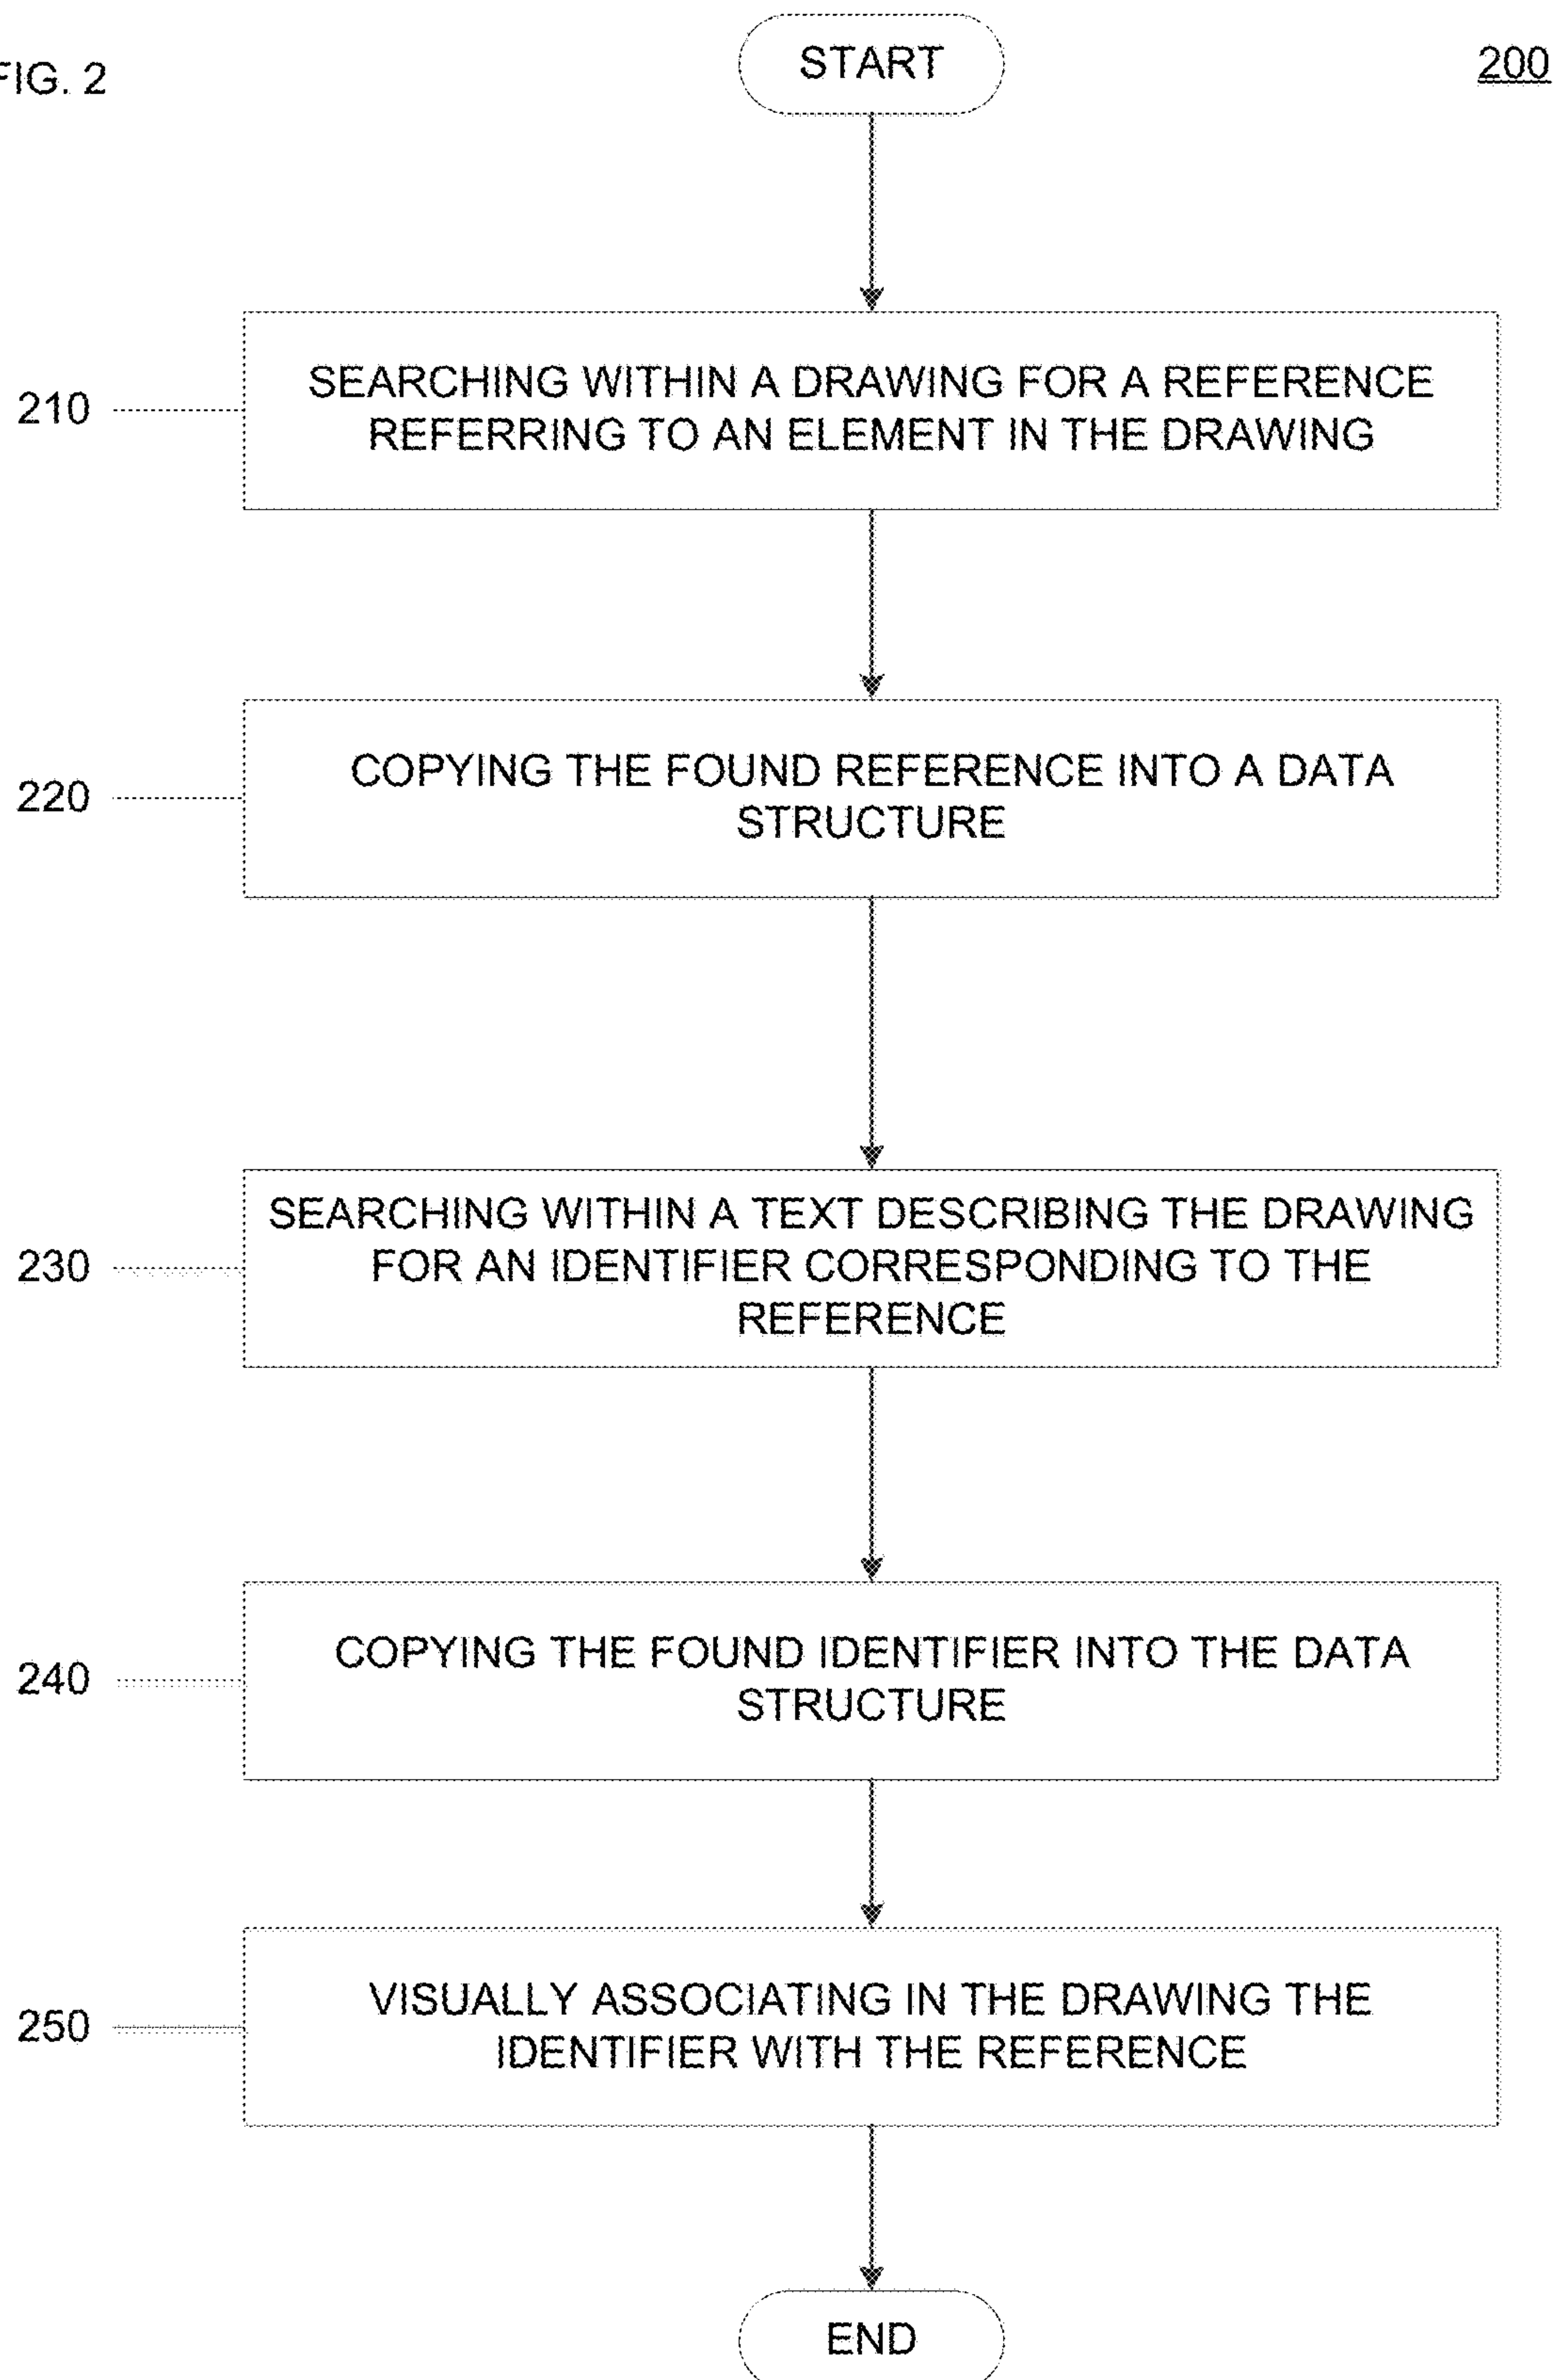 FIG. 2
START
200
210
SEARCHING WITHIN A DRAWING FOR A REFERENCE
REFERRING TO AN ELEMENT IN THE DRAWING
220
COPYING THE FOUND REFERENCE INTO A DATA
STRUCTURE
230
SEARCHING WITHIN A TEXT DESCRIBING THE DRAWING
FOR AN IDENTIFIER CORRESPONDING TO THE
REFERENCE
240
COPYING THE FOUND IDENTIFIER INTO THE DATA
STRUCTURE
250
VISUALLY ASSOCIATING IN THE DRAWING THE
IDENTIFIER WITH THE REFERENCE
END